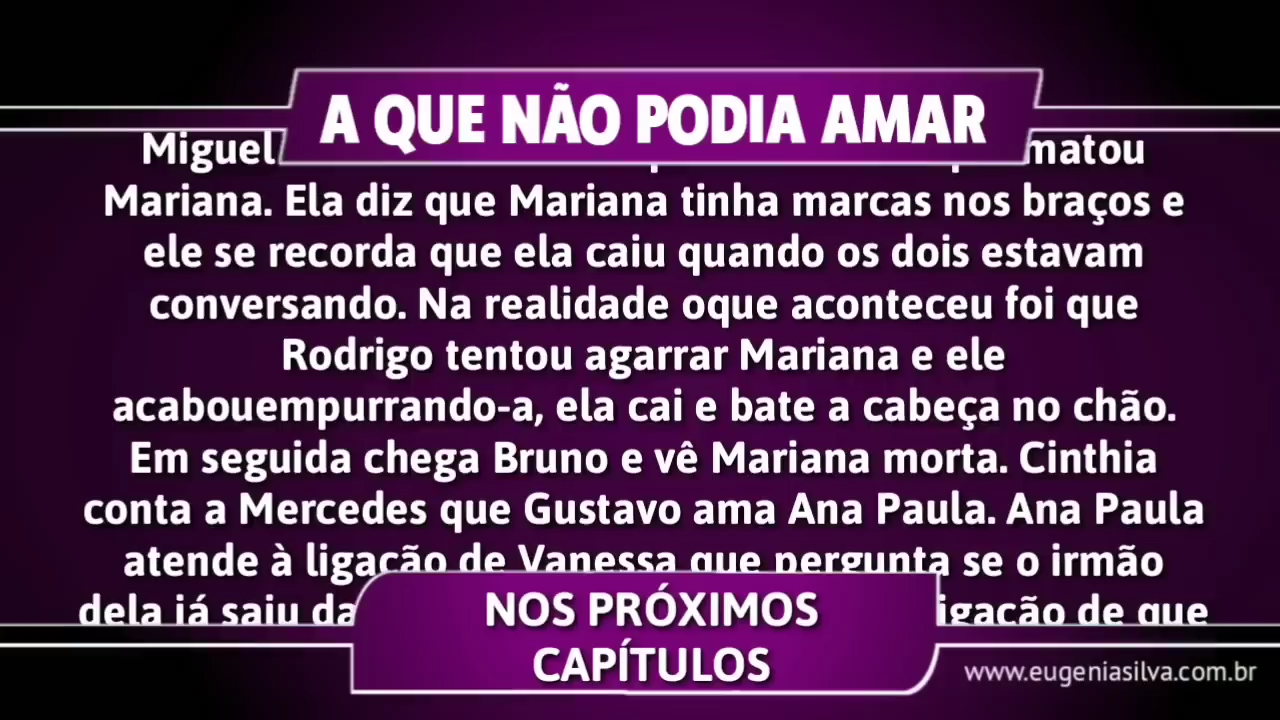 A QUE NÃO PODIA AMAR
Miguel matou
Mariana. Ela diz que Mariana tinha marcas nos braços e
ele se recorda que ela caiu quando os dois estavam
conversando. Na realidade oque aconteceu foi que
Rodrigo tentou agarrar Mariana e ele
acabouempurrando-a, ela cai e bate a cabeça no chão.
Em seguida chega Bruno e vê Mariana morta. Cinthia
conta a Mercedes que Gustavo ama Ana Paula. Ana Paula
atende à ligação de Vanessa que pergunta se o irmão
dela já saiu da igação de que
NOS PRÓXIMOS
CAPÍTULOS
www.eugeniasilva.com.br